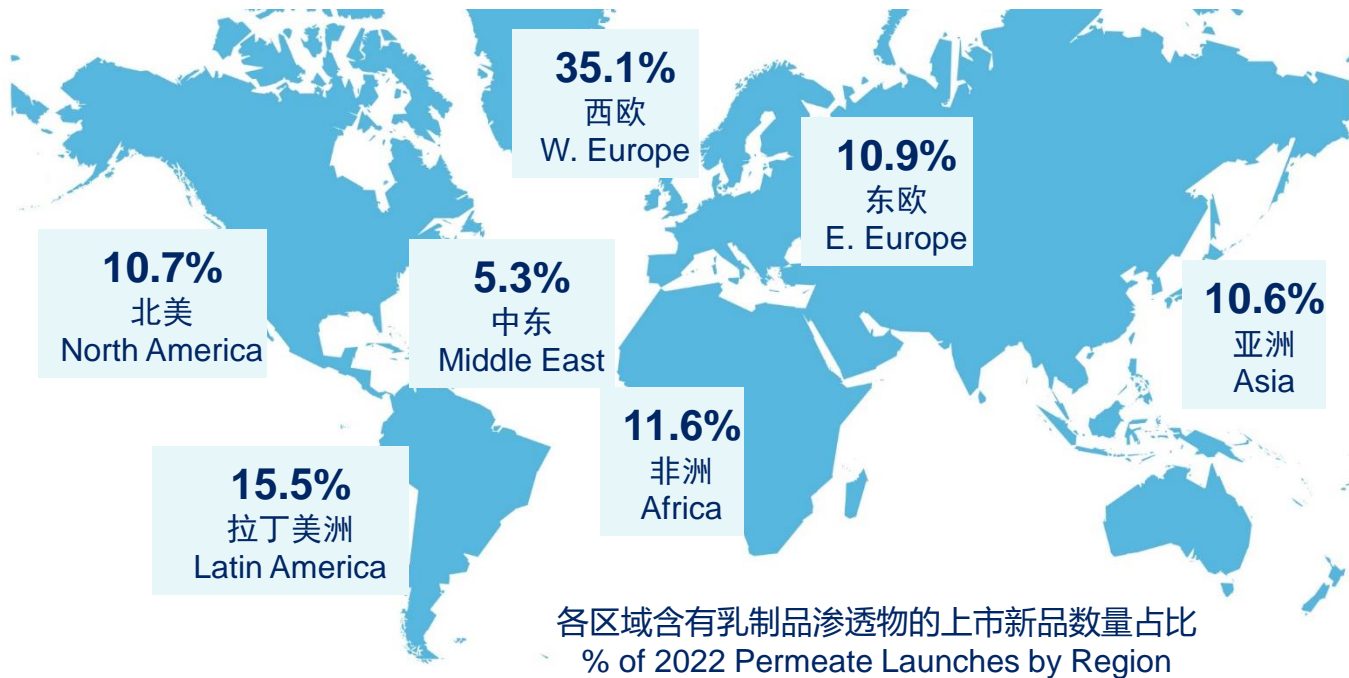 35.1%
西欧
W. Europe
10.9%
东欧
E. Europe
10.7%
北美
North America
5.3%
中东
Middle East
10.6%
亚洲
Asia
11.6%
非洲
Africa
15.5%
拉丁美洲
Latin America
各区域含有乳制品渗透物的上市新品数量占比
% of 2022 Permeate Launches by Region